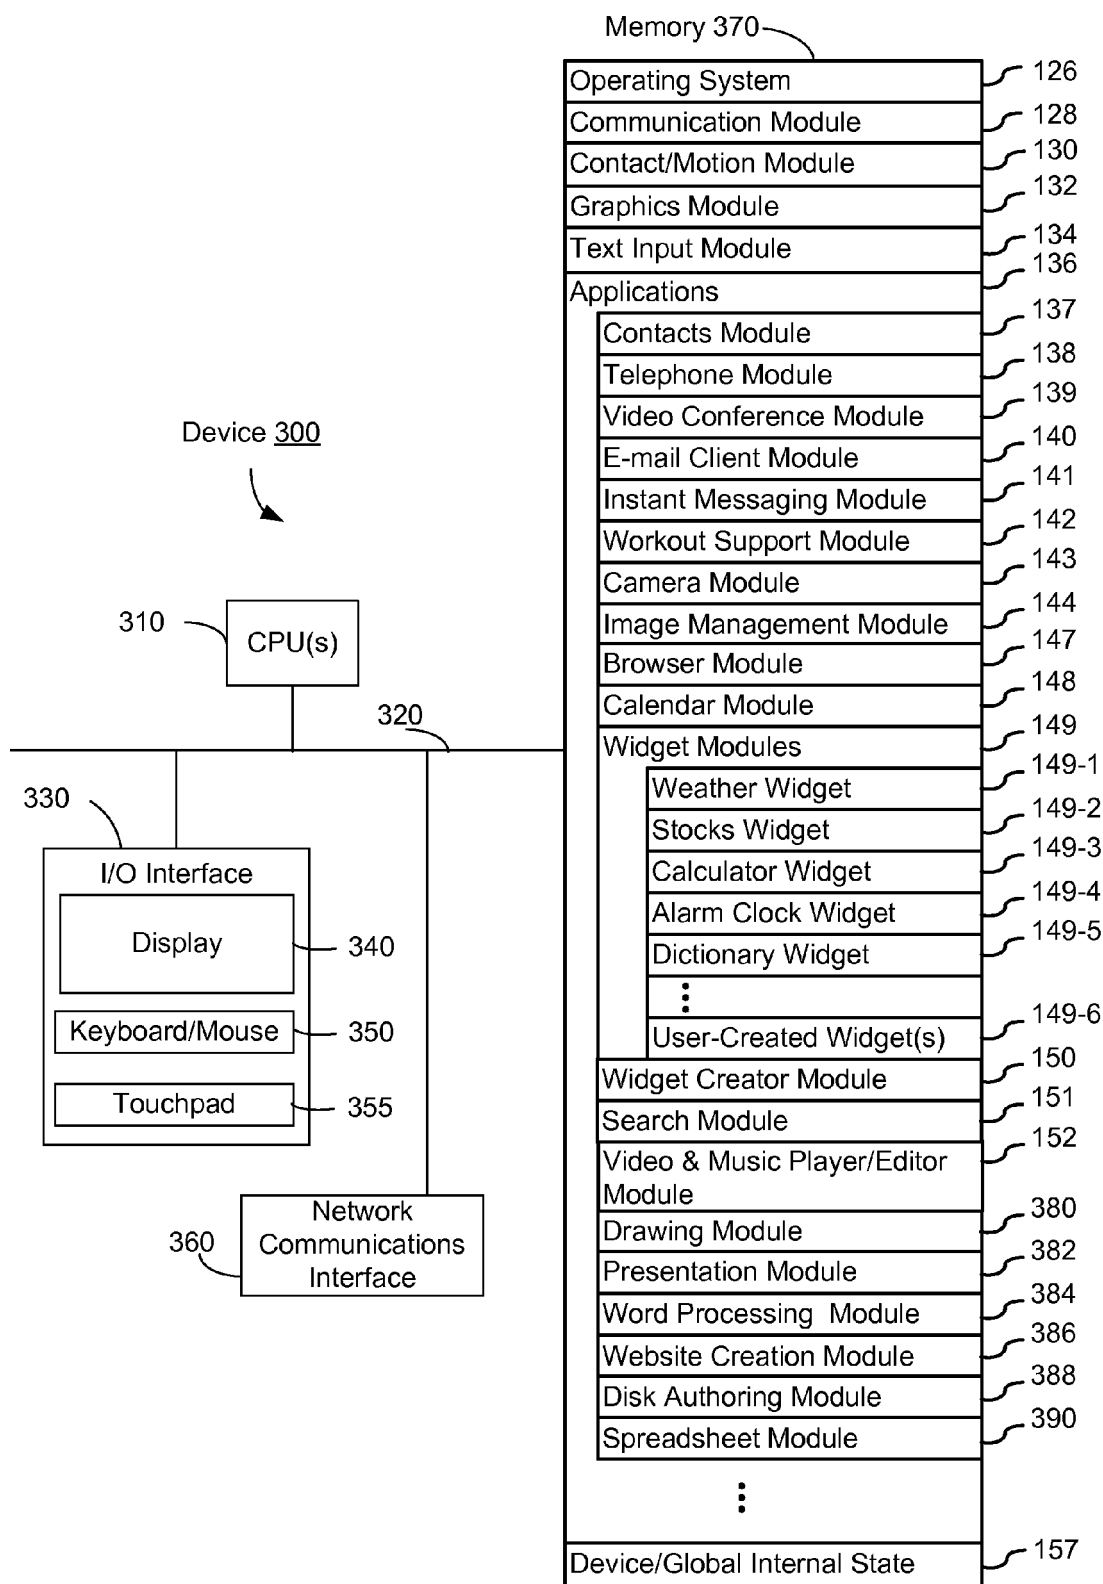 Memory 370
Operating System 126
Communication Module 128
Contact/Motion Module 130
Graphics Module 132
Text Input Module 134
Applications 136
Contacts Module 137
Telephone Module 138
Video Conference Module 139
E-mail Client Module 140
Instant Messaging Module 141
Workout Support Module 142
Camera Module 143
Image Management Module 144
Browser Module 147
Calendar Module 148
Widget Modules 149
Weather Widget 149-1
Stocks Widget 149-2
Calculator Widget 149-3
Alarm Clock Widget 149-4
Dictionary Widget 149-5
User-Created Widget(s) 149-6
Widget Creator Module 150
Search Module 151
Video & Music Player/Editor 152
Module
Drawing Module 380
Presentation Module 382
Word Processing Module 384
Website Creation Module 386
Disk Authoring Module 388
Spreadsheet Module 390
Device/Global Internal State 157
Device 300
310
CPU(s)
320
330
I/O Interface
Display 340
Keyboard/Mouse 350
Touchpad 355
360
Network
Communications
Interface